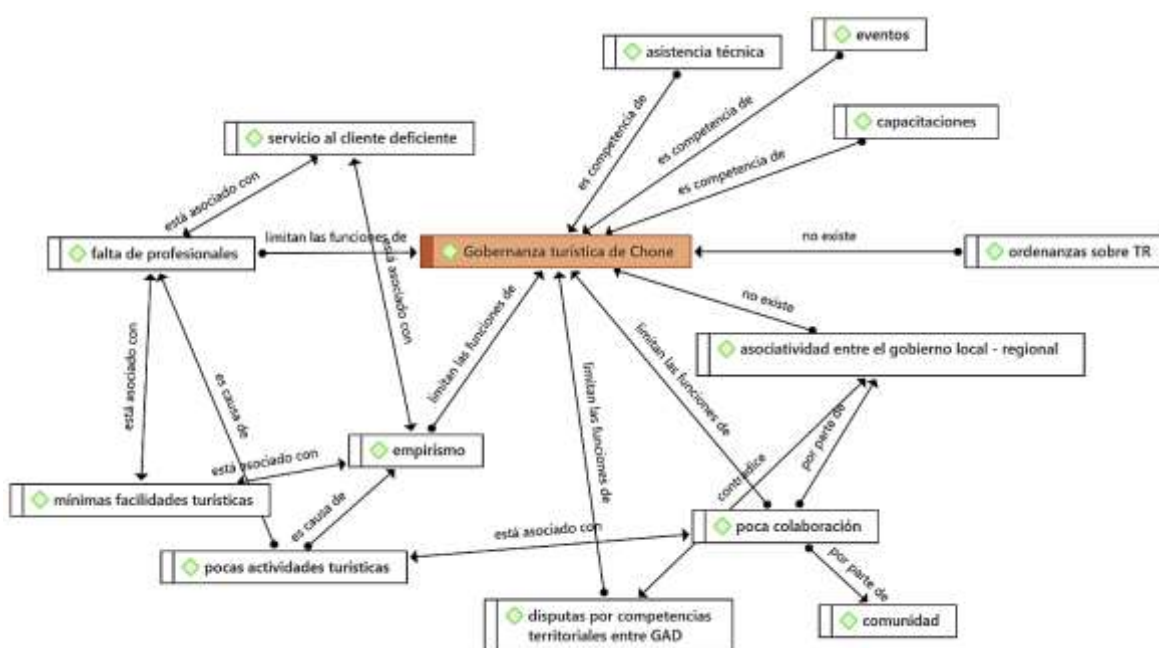 eventos
asistencia técnica
es competencia de
es competencia de
capacitaciones
servicio al cliente deficiente
es competencia de
está asociado con
limitan las funciones de
no existe
falta de profesionales
Gobernanza turística de Chone
ordenanzas sobre TR
está asociado con
no existe
limitan las funciones de
limitan las funciones de
asociatividad entre el gobierno local - regional
está asociado con
es causa de
limitan las funciones de
contradice
por parte de
empirismo
está asociado con
mínimas facilidades turísticas
es causa de
está asociado con
poca colaboración
pocas actividades turisticas
por parte de
disputas por competencias
territoriales entre GAD
comunidad